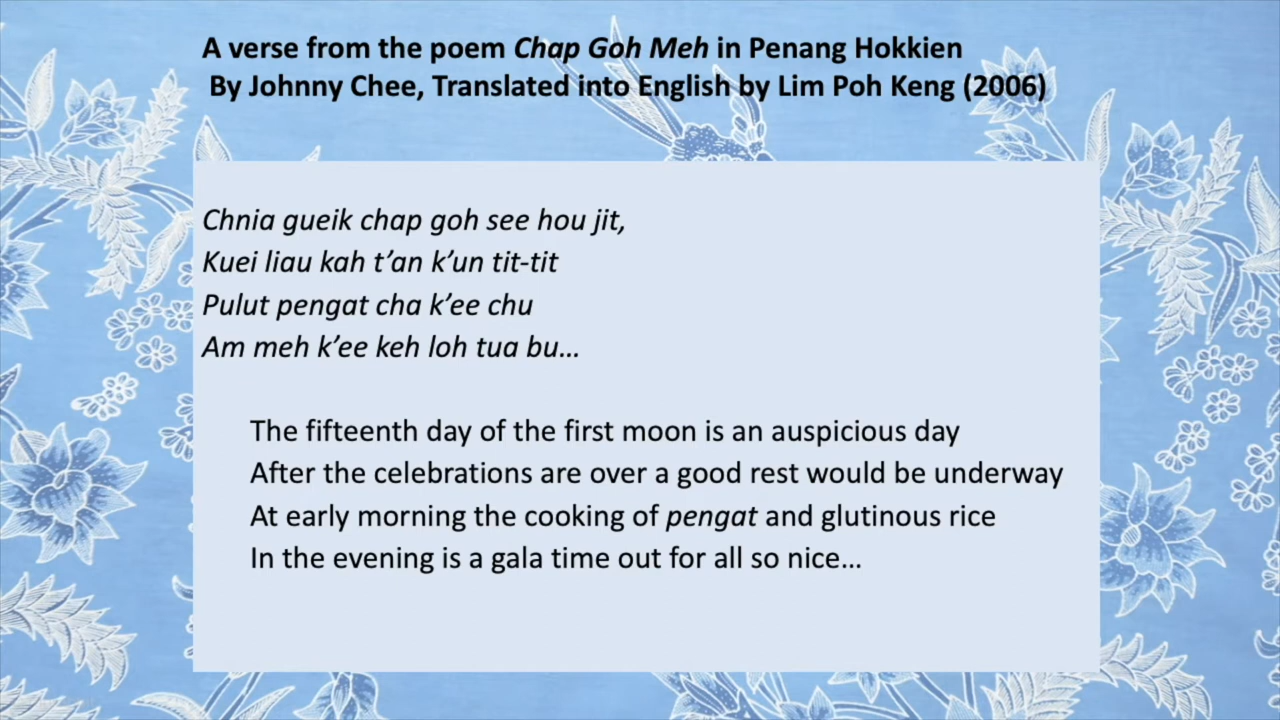 A verse from the poem Chap Goh Meh in Penang Hokkien
By Johnny Chee, Translated into English by Lim Poh Keng (2006)
Chnia gueik chap goh see hou jit,
Kuei liau kah t’an k’un tit-tit
Pulut pengat cha k’ee chu
Am meh k’ee keh loh tua bu…
The fifteenth day of the first moon is an auspicious day
After the celebrations are over a good rest would be underway
At early morning the cooking of pengat and glutinous rice
In the evening is a gala time out for all so nice…